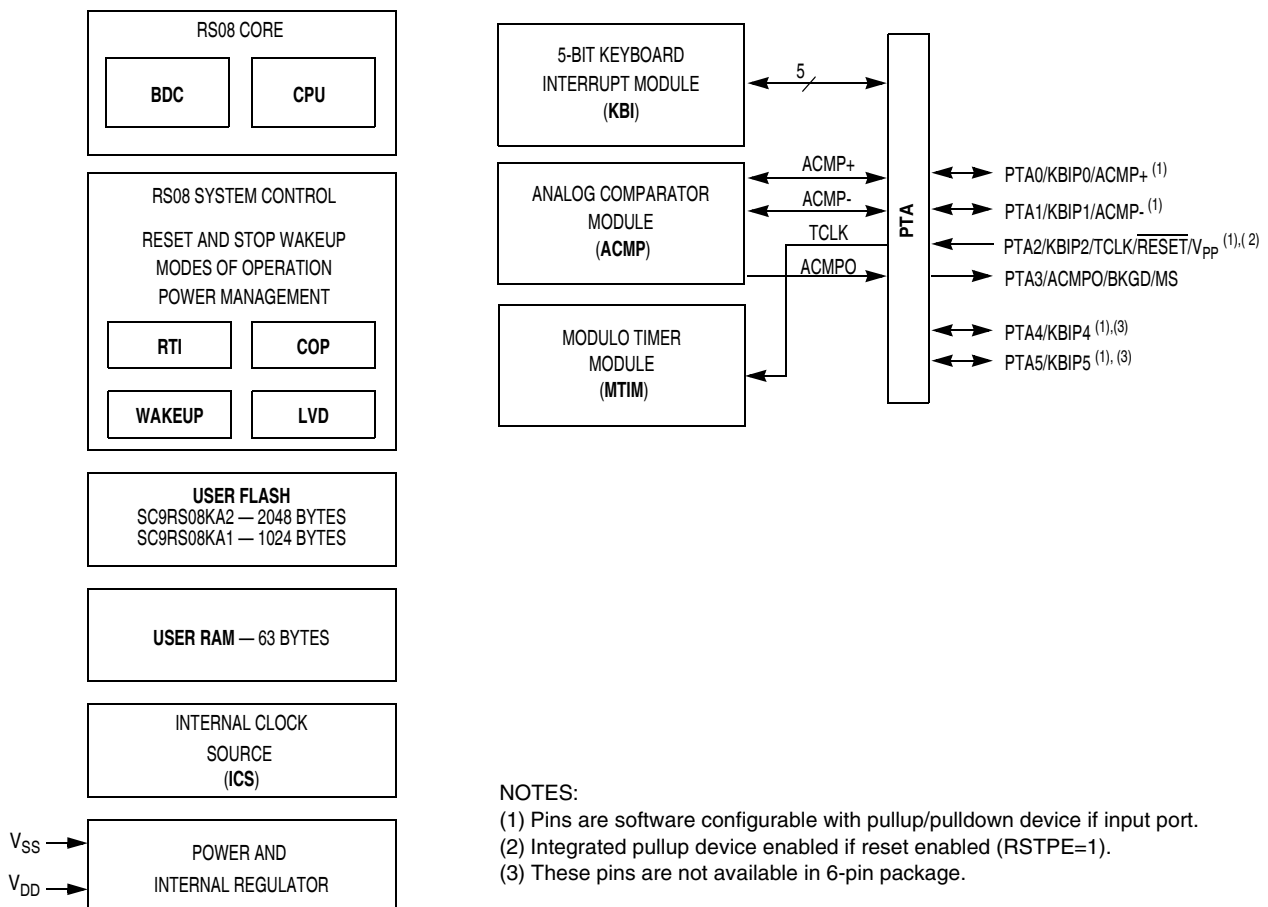 RS08 CORE
BDC
CPU
RS08 SYSTEM CONTROL
RESET AND STOP WAKEUP
MODES OF OPERATION
POWER MANAGEMENT
RTI
COP
WAKEUP
LVD
USER FLASH
SC9RS08KA2 — 2048 BYTES
SC9RS08KA1 — 1024 BYTES
USER RAM — 63 BYTES
INTERNAL CLOCK
SOURCE
(ICS)
VSS
VDD
POWER AND
INTERNAL REGULATOR
5-BIT KEYBOARD
INTERRUPT MODULE
(KBI)
5
ANALOG COMPARATOR
MODULE
(ACMP)
ACMP+
ACMP-
TCLK
ACMPO
MODULO TIMER
MODULE
(MTIM)
PTA
PTA0/KBIP0/ACMP+ (1)
PTA1/KBIP1/ACMP- (1)
PTA2/KBIP2/TCLK/RESET/VPP (1),( 2)
PTA3/ACMPO/BKGD/MS
PTA4/KBIP4 (1),(3)
PTA5/KBIP5 (1), (3)
NOTES:
(1) Pins are software configurable with pullup/pulldown device if input port.
(2) Integrated pullup device enabled if reset enabled (RSTPE=1).
(3) These pins are not available in 6-pin package.